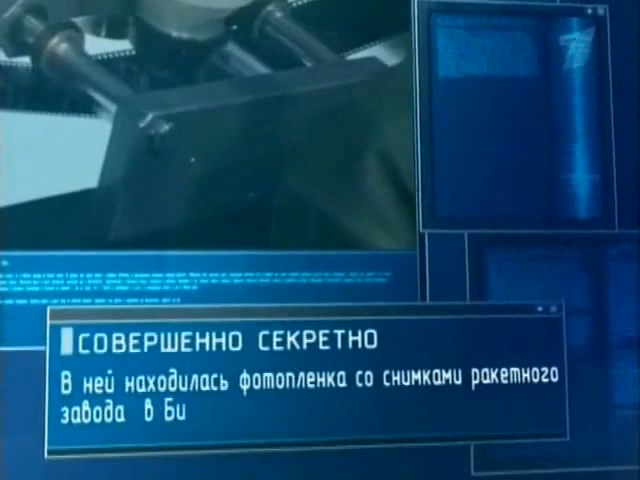 СОВЕРШЕННО СЕКРЕТНО
В ней находилась фотопленка со снимками ракетного
завода в Би